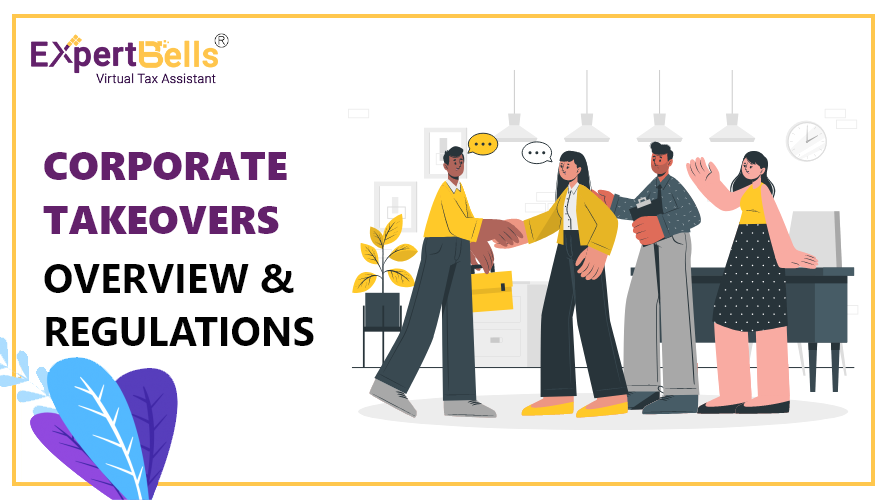 ExpertBells®
Virtual Tax Assistant
CORPORATE
TAKEOVERS
OVERVIEW &
REGULATIONS